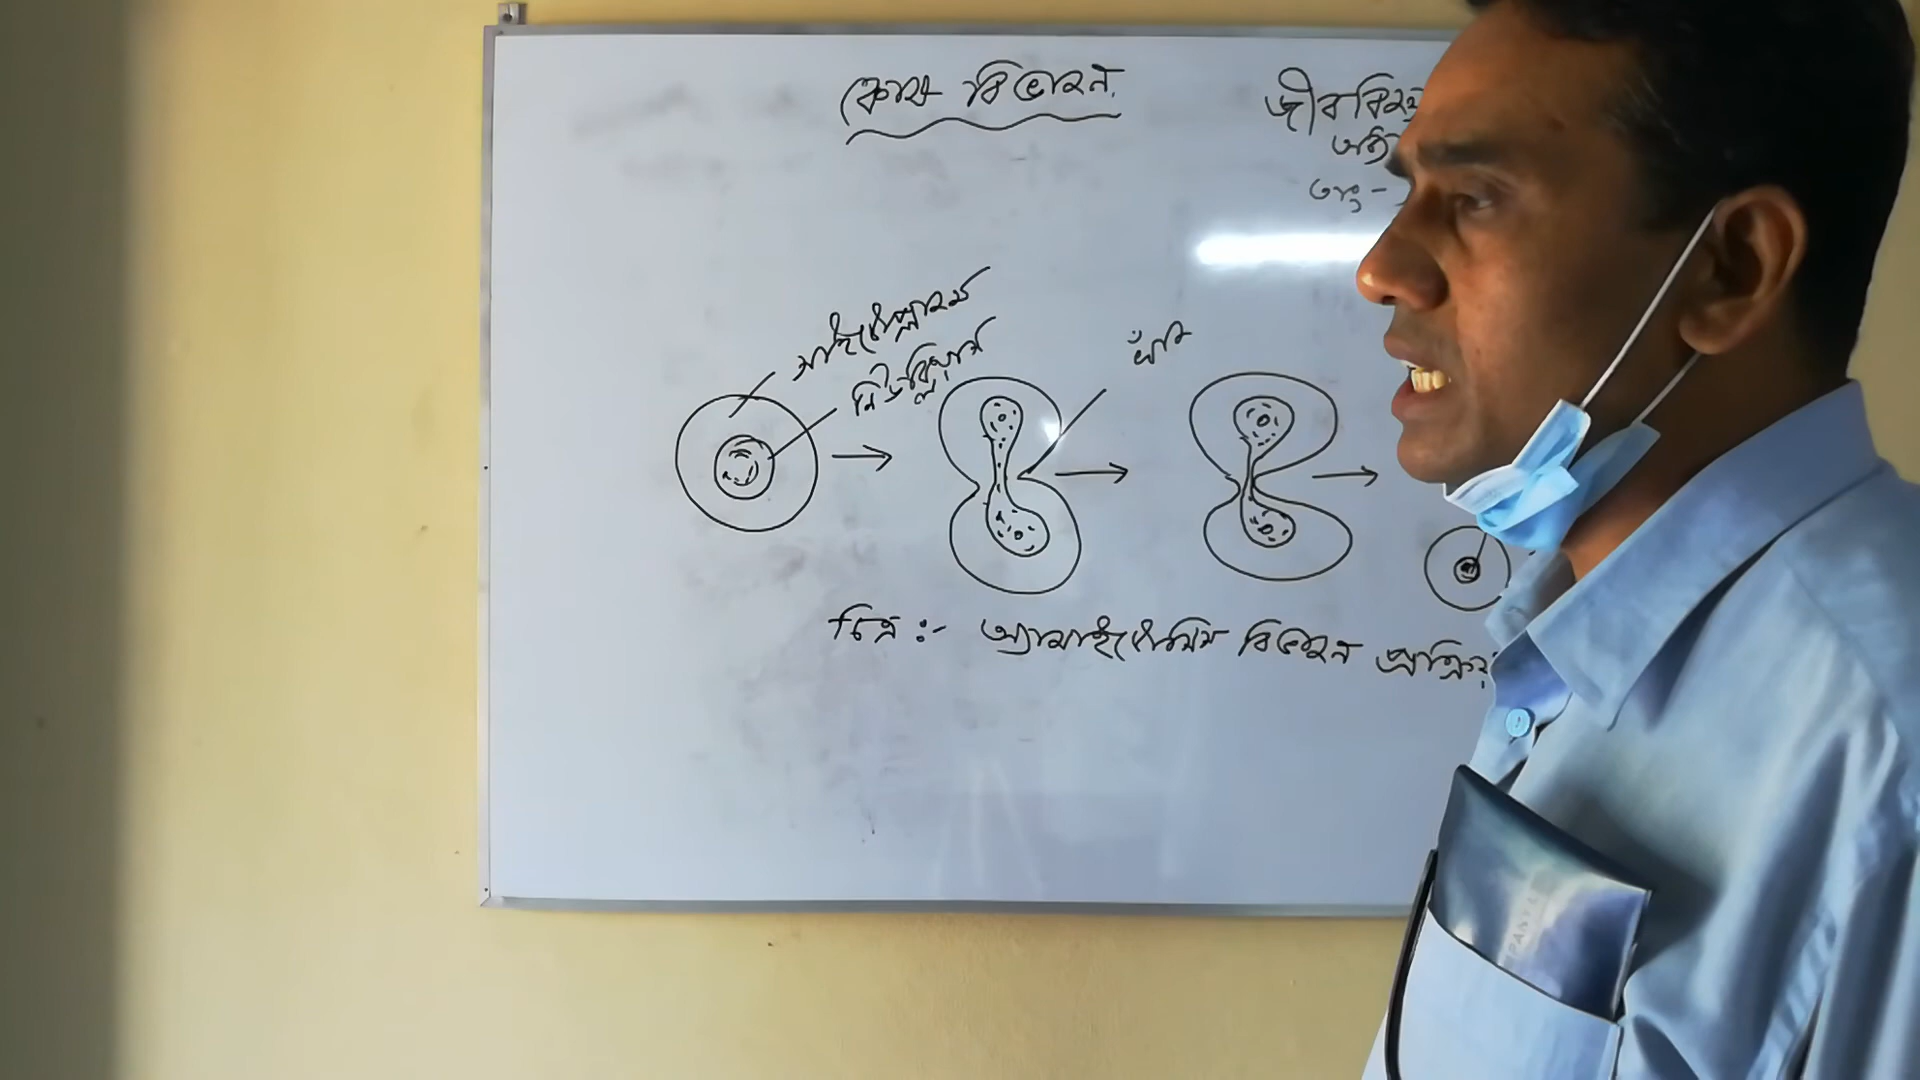 কোষ বিভাজন
জীববিজ্ঞ
সাইটোপ্লাজম
নিউক্লিয়াস
খাঁজ
চিত্র :- অ্যামাইটোসিস বিভাজন প্রক্রিয়